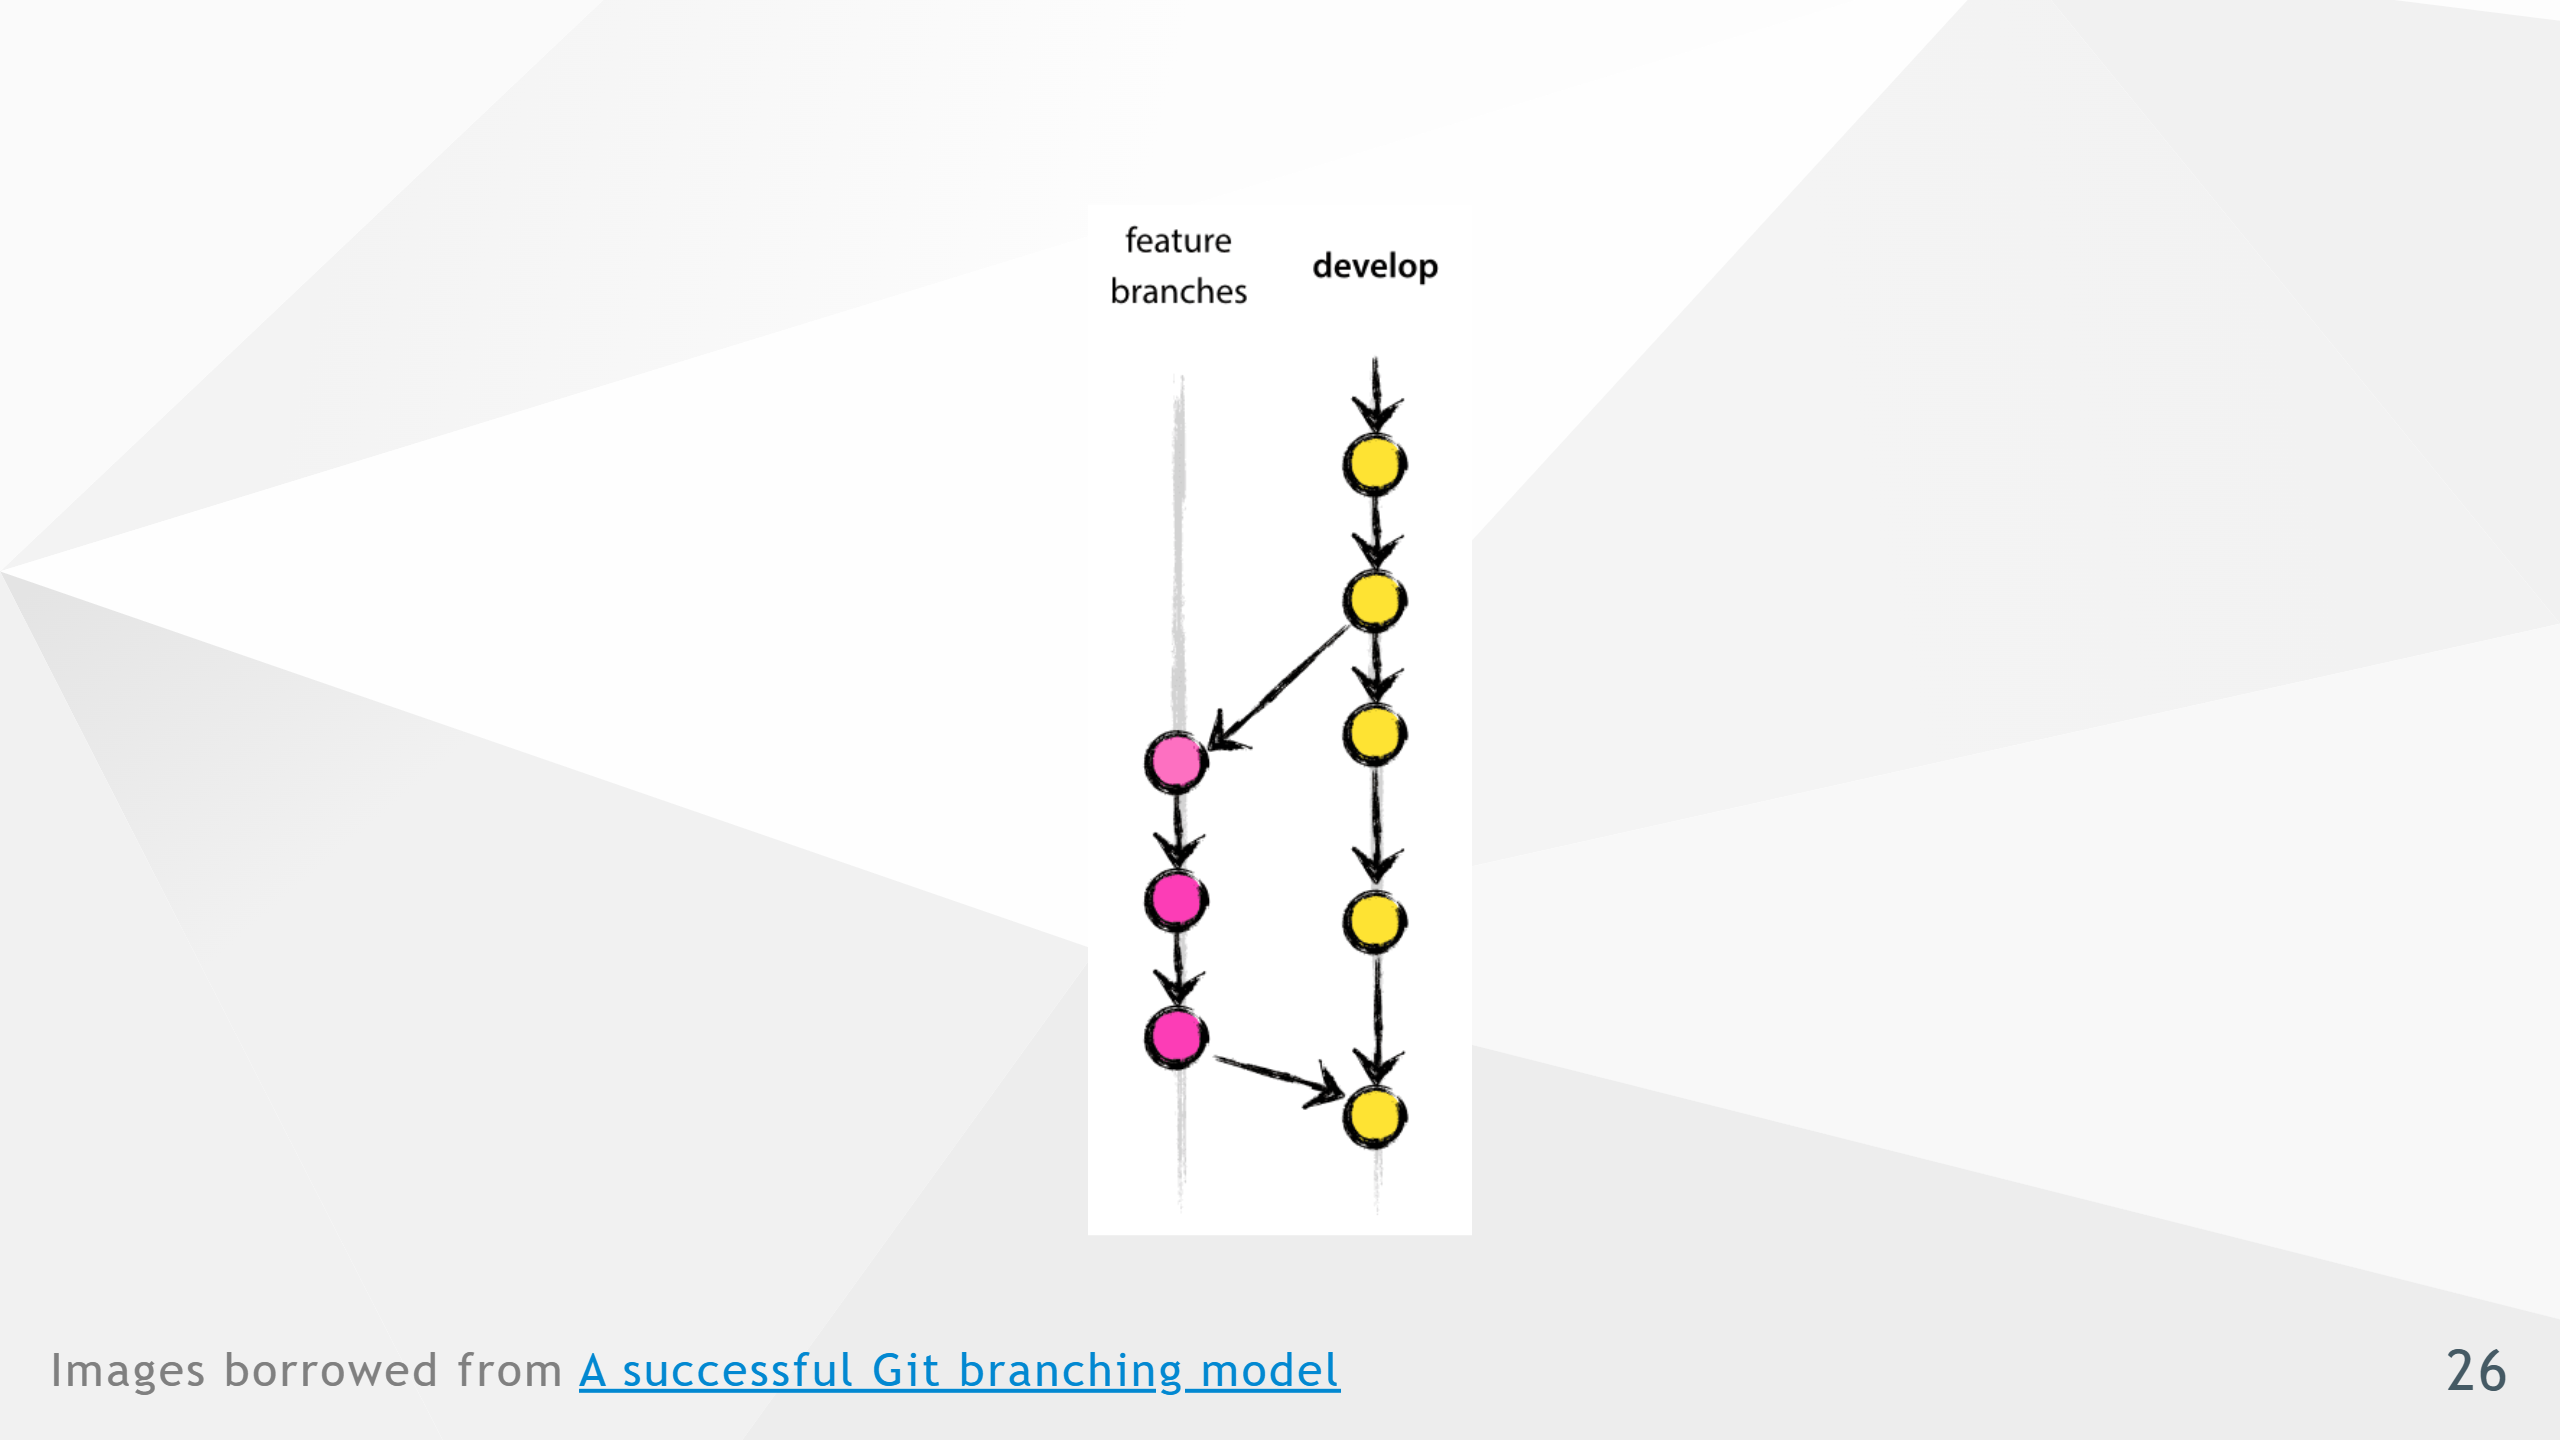 feature
branches
develop
Images borrowed from A successful Git branching model
26